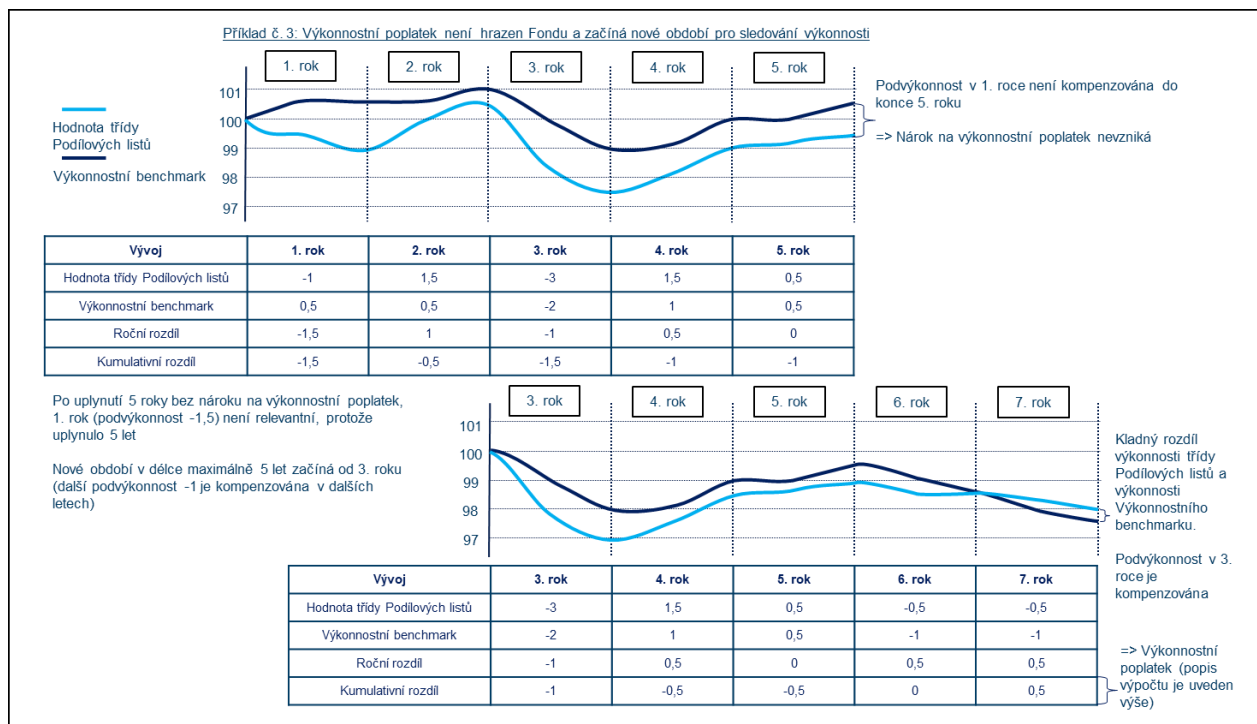 Příklad č. 3: Výkonnostní poplatek není hrazen Fondu a začíná nové období pro sledování výkonnosti
1. rok 2. rok 3. rok 4. rok 5. rok
101
100
99
98
97
Hodnota třídy
Podílových listů
Výkonnostní benchmark
Podvýkonnost v 1. roce není kompenzována do
konce 5. roku
=> Nárok na výkonnostní poplatek nevzniká
Vývoj 1. rok 2. rok 3. rok 4. rok 5. rok
Hodnota třídy Podílových listů -1 1,5 -3 1,5 0,5
Výkonnostní benchmark 0,5 0,5 -2 1 0,5
Roční rozdíl -1,5 1 -1 0,5 0
Kumulativní rozdíl -1,5 -0,5 -1,5 -1 -1
Po uplynutí 5 roky bez nároku na výkonnostní poplatek,
1. rok (podvýkonnost -1,5) není relevantní, protože
uplynulo 5 let
Nové období v délce maximálně 5 let začíná od 3. roku
(další podvýkonnost -1 je kompenzována v dalších
letech)
3. rok 4. rok 5. rok 6. rok 7. rok
101
100
99
98
97
Kladný rozdíl
výkonnosti třídy
Podílových listů a
výkonnosti
Výkonnostního
benchmarku.
Podvýkonnost v 3.
roce je
kompenzována
Vývoj 3. rok 4. rok 5. rok 6. rok 7. rok
Hodnota třídy Podílových listů -3 1,5 0,5 -0,5 -0,5
Výkonnostní benchmark -2 1 0,5 -1 -1
Roční rozdíl -1 0,5 0 0,5 0,5
Kumulativní rozdíl -1 -0,5 -0,5 0 0,5
=> Výkonnostní
poplatek (popis
výpočtu je uveden
výše)